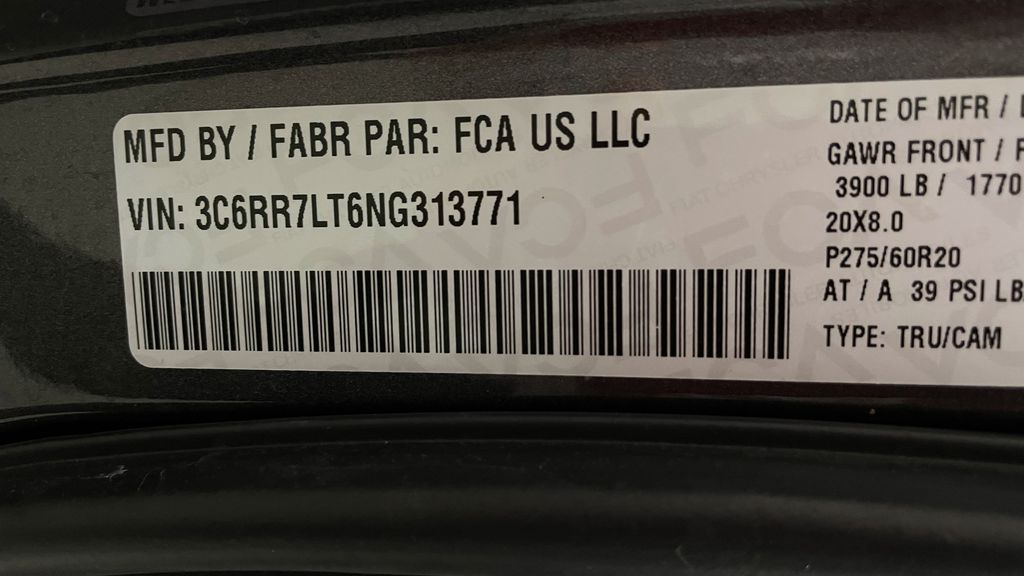 MFD BY / FABR PAR: FCA US LLC
VIN: 3C6RR7LT6NG313771
DATE OF MFR /
GAWR FRONT / F
3900 LB / 1770
20X8.0
P275/60R20
AT / A 39 PSI LB
TYPE: TRU/CAM